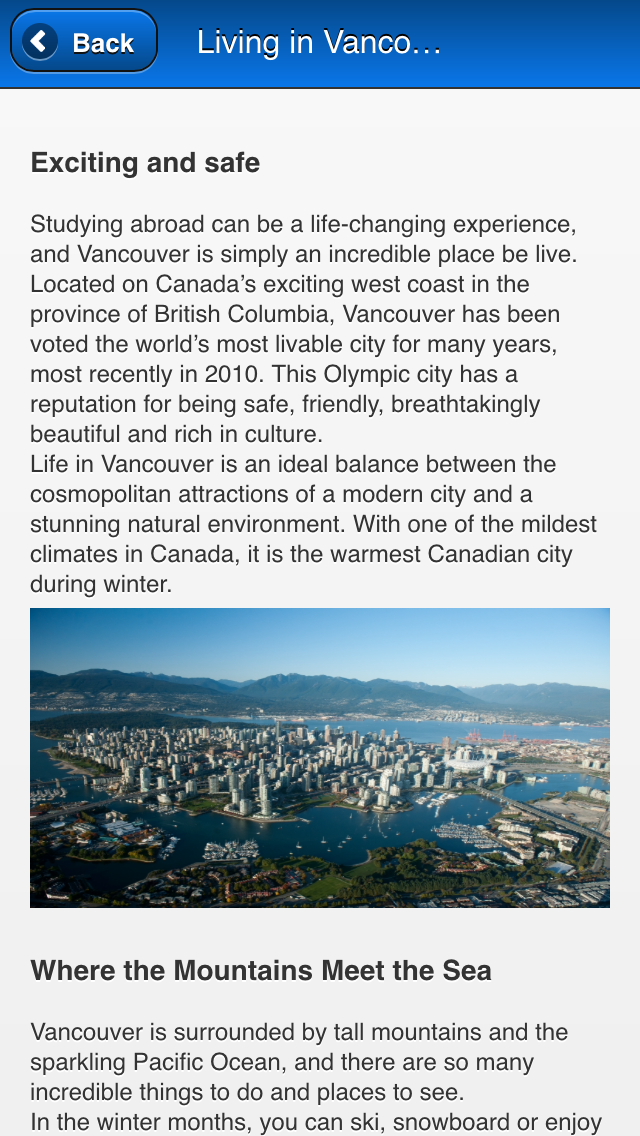 Back
Living in Vanco…
Exciting and safe
Studying abroad can be a life-changing experience,
and Vancouver is simply an incredible place be live.
Located on Canada’s exciting west coast in the
province of British Columbia, Vancouver has been
voted the world’s most livable city for many years,
most recently in 2010. This Olympic city has a
reputation for being safe, friendly, breathtakingly
beautiful and rich in culture.
Life in Vancouver is an ideal balance between the
cosmopolitan attractions of a modern city and a
stunning natural environment. With one of the mildest
climates in Canada, it is the warmest Canadian city
during winter.
Where the Mountains Meet the Sea
Vancouver is surrounded by tall mountains and the
sparkling Pacific Ocean, and there are so many
incredible things to do and places to see.
In the winter months, you can ski, snowboard or enjoy